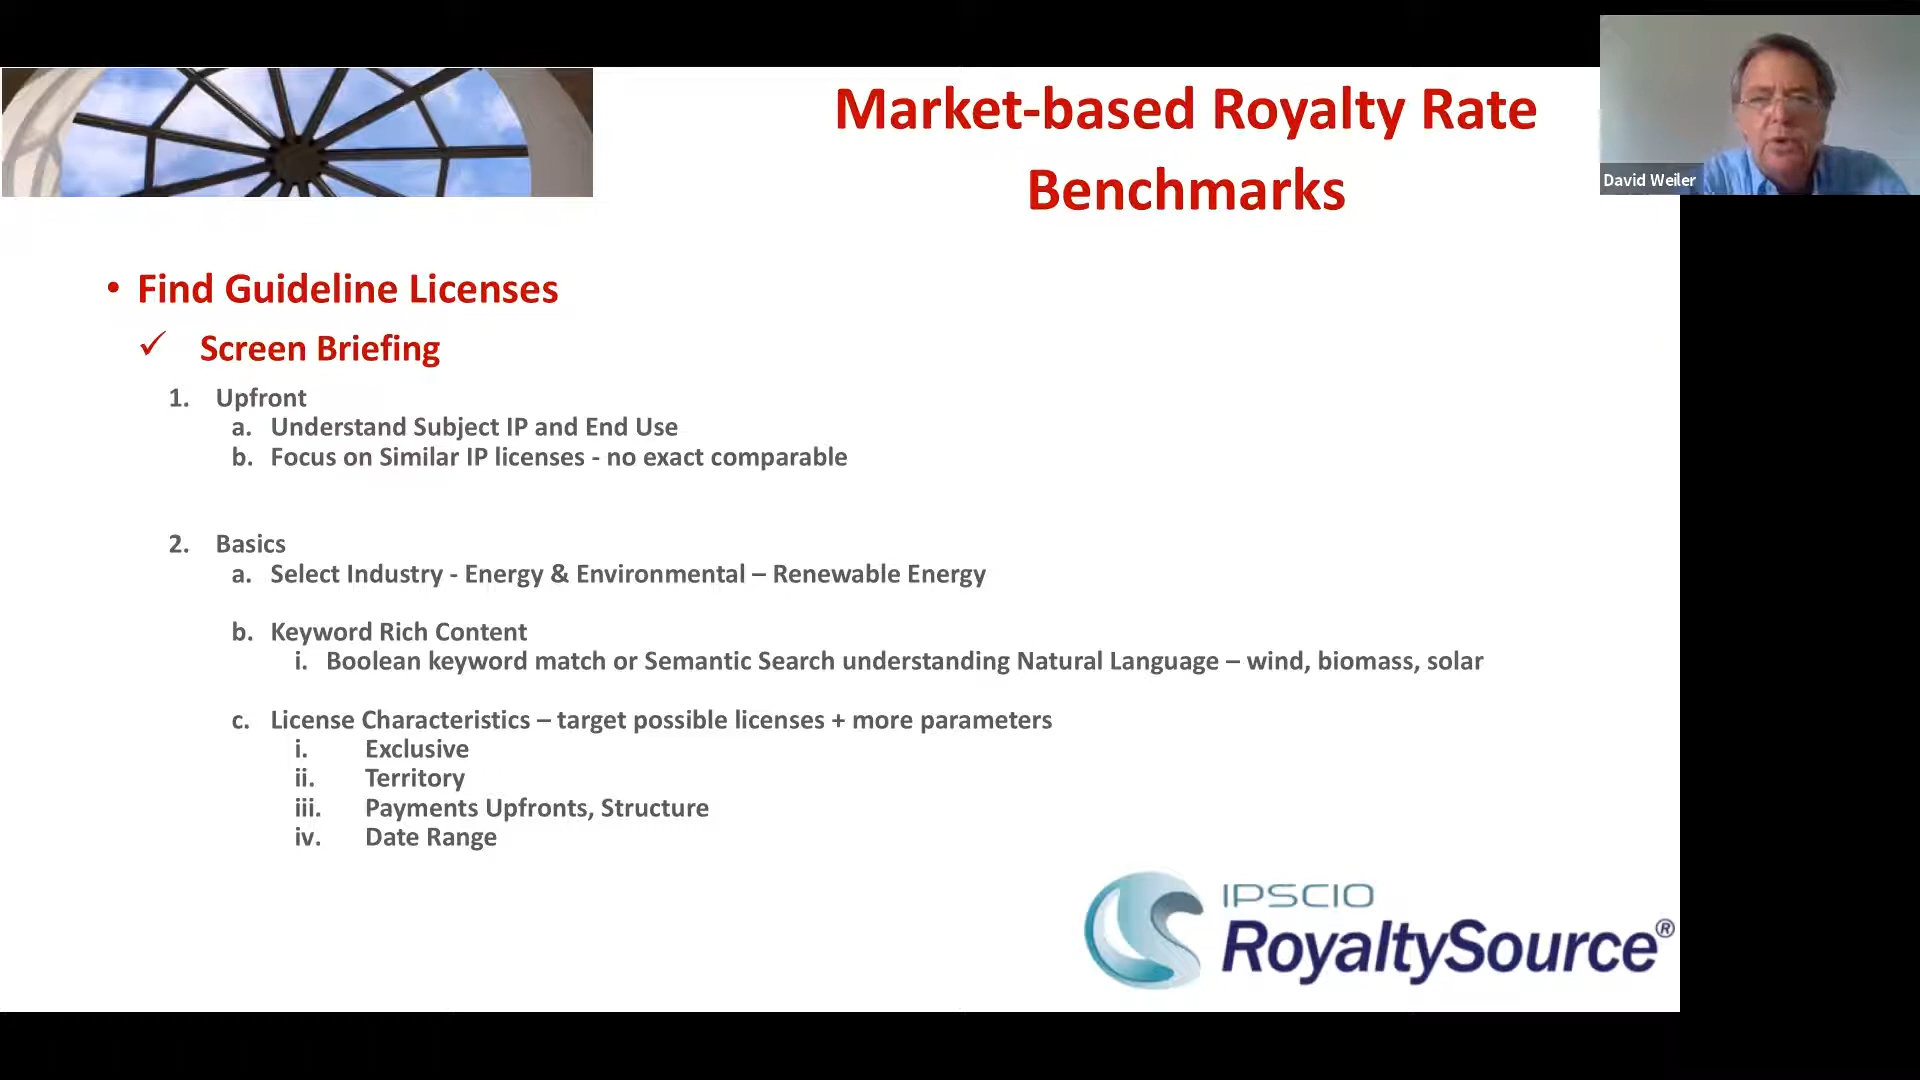 Market-based Royalty Rate
Benchmarks
David Weiler
• Find Guideline Licenses
✓ Screen Briefing
1. Upfront
a. Understand Subject IP and End Use
b. Focus on Similar IP licenses - no exact comparable
2. Basics
a. Select Industry - Energy & Environmental – Renewable Energy
b. Keyword Rich Content
i. Boolean keyword match or Semantic Search understanding Natural Language – wind, biomass, solar
c. License Characteristics – target possible licenses + more parameters
i. Exclusive
ii. Territory
iii. Payments Upfronts, Structure
iv. Date Range
IPSCIO
RoyaltySource®